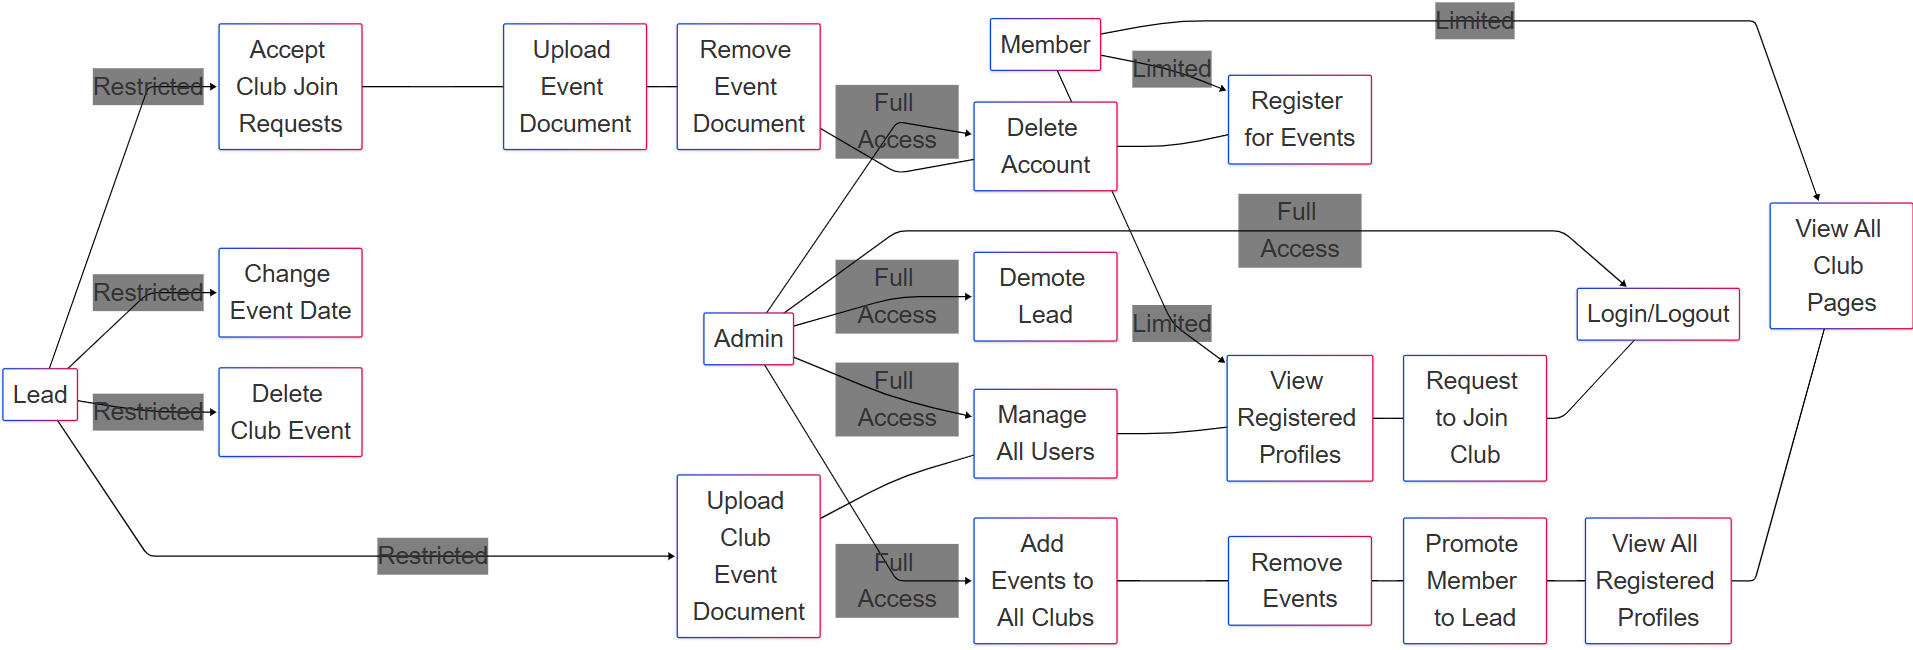 Accept
Club Join
Requests
Upload
Event
Document
Remove
Event
Document
Member
Limited
Limited
Restricted
Full
Access
Delete
Account
Register
for Events
Full
Access
View All
Club
Pages
Restricted
Change
Event Date
Full
Access
Demote
Lead
Admin
Limited
Login/Logout
Lead
Restricted
Delete
Club Event
Full
Access
Manage
All Users
View
Registered
Profiles
Request
to Join
Club
Restricted
Upload
Club
Event
Document
Full
Access
Add
Events to
All Clubs
Remove
Events
Promote
Member
to Lead
View All
Registered
Profiles